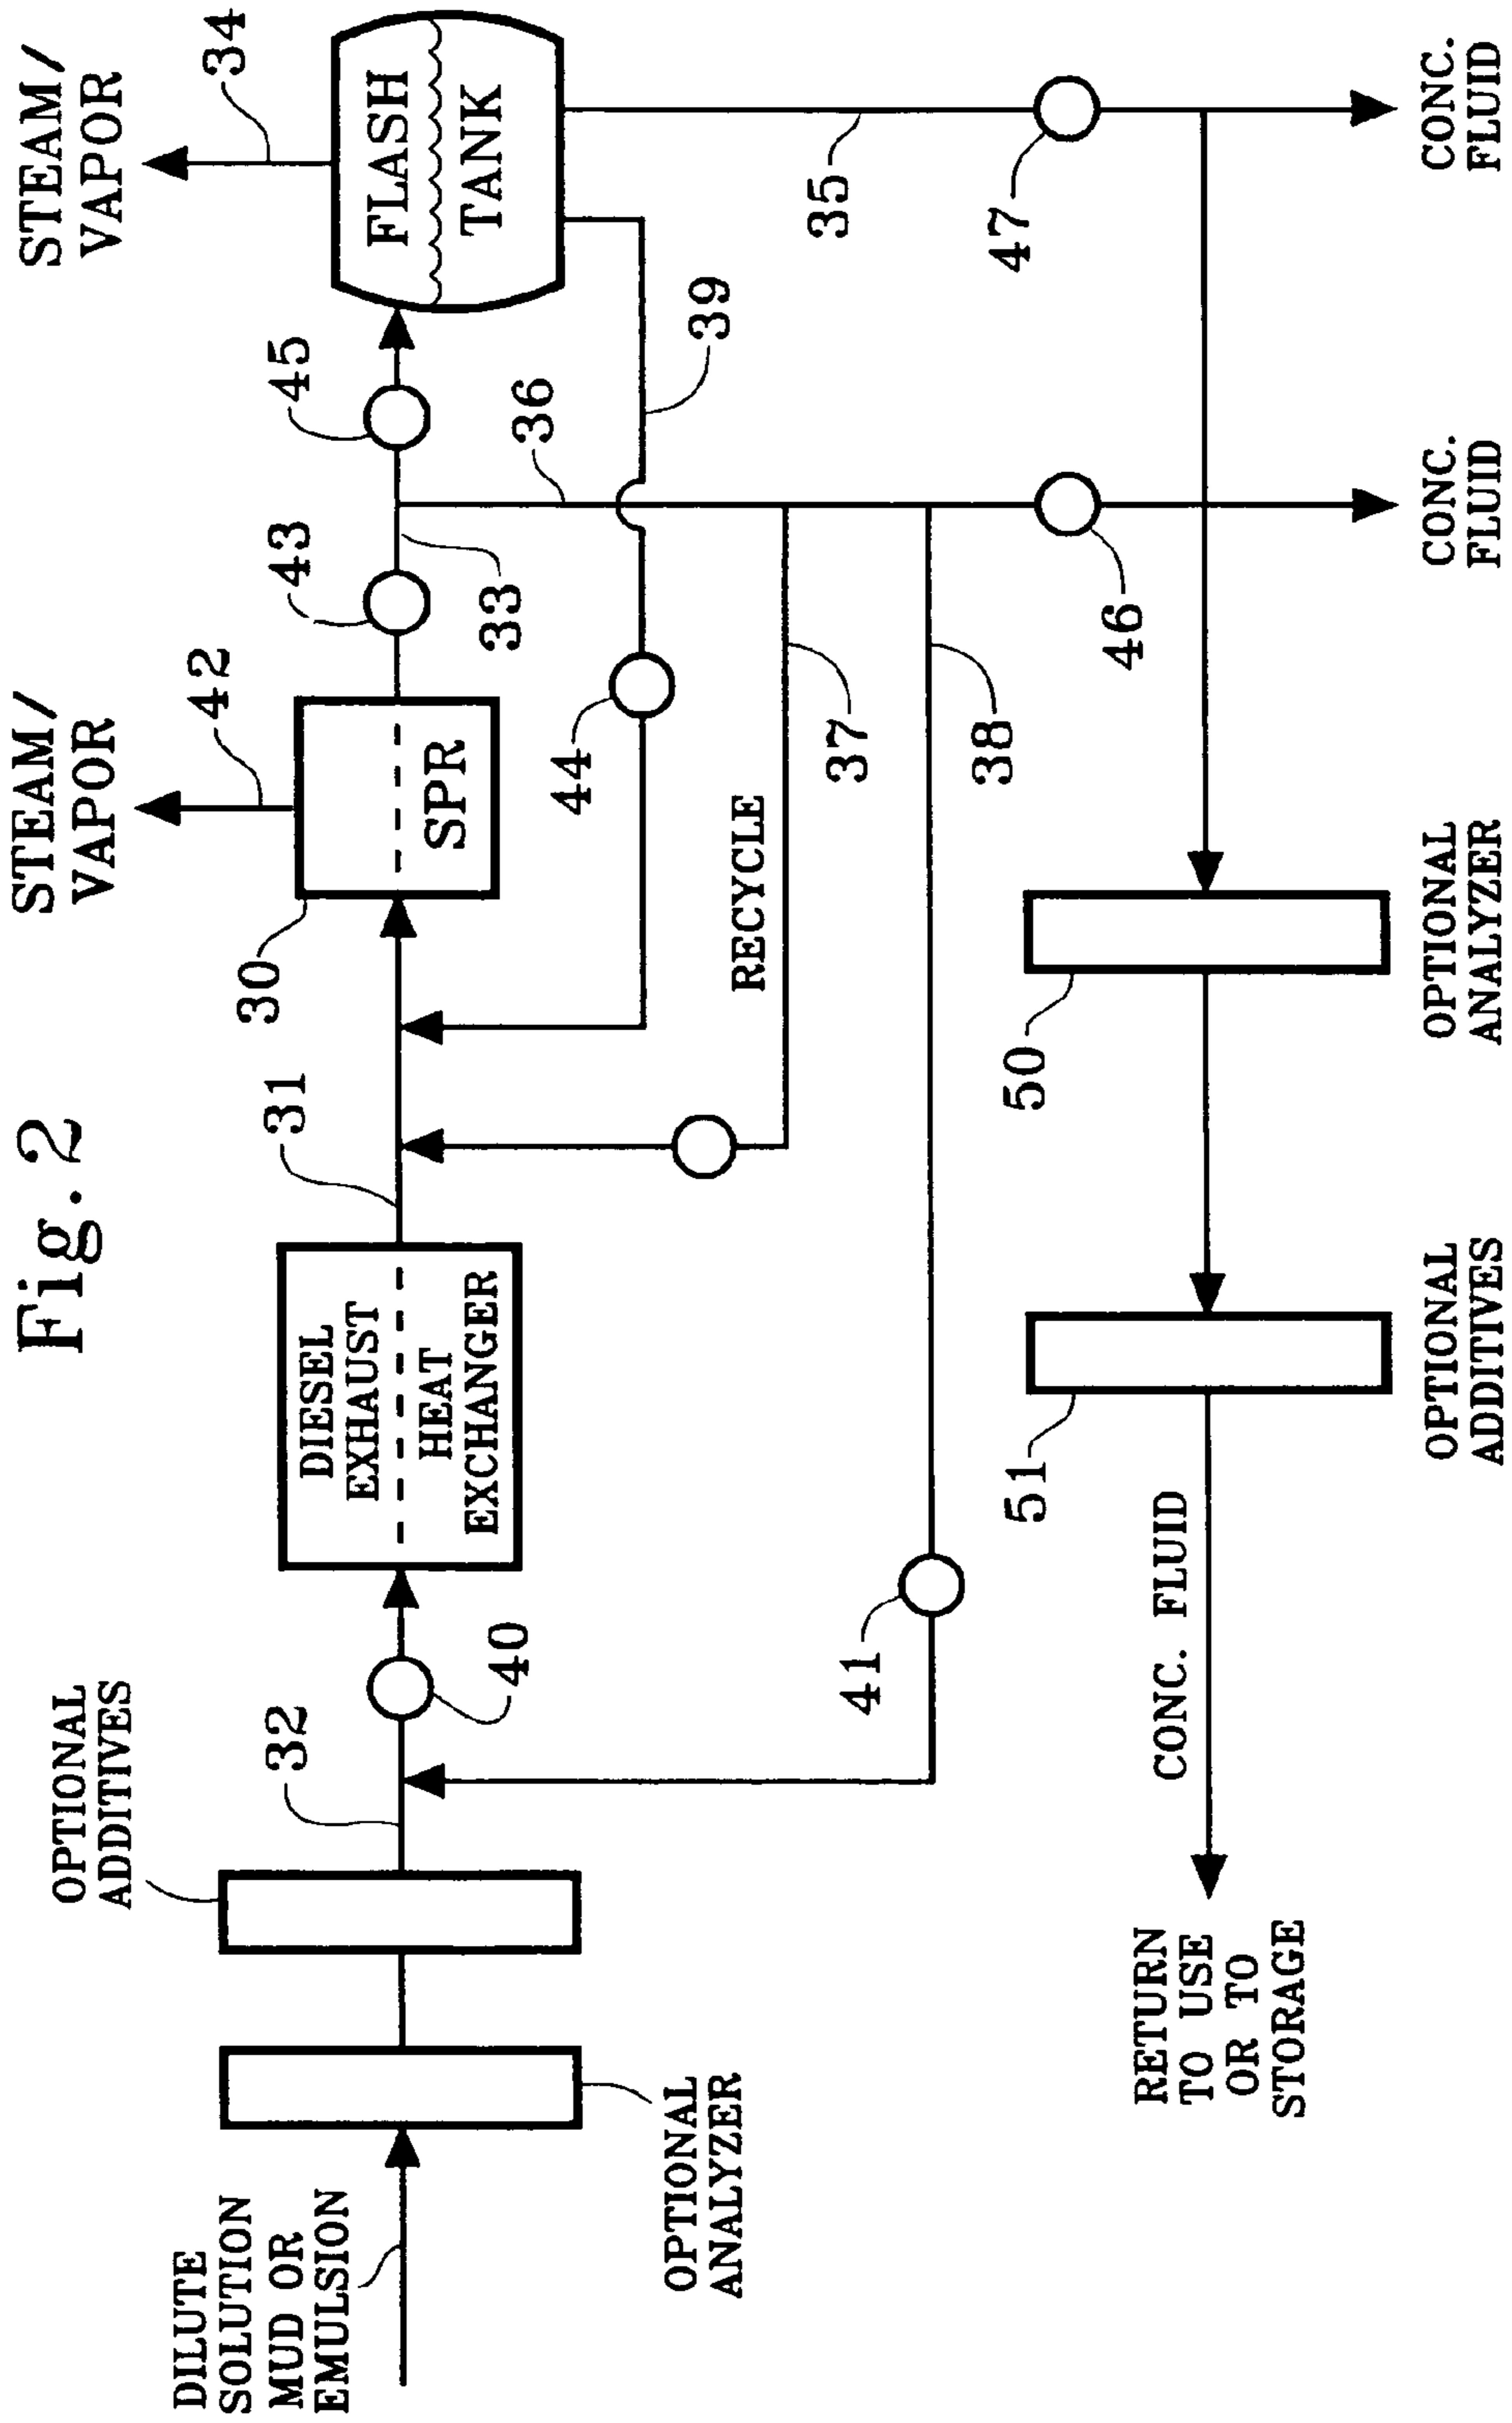 Fig. 2
DILUTE
SOLUTION
MUD OR
EMULSION
OPTIONAL
ANALYZER
OPTIONAL
ADDITIVES
32
40
DIESEL
EXHAUST
HEAT
EXCHANGER
31
30
SPR
STEAM/
VAPOR
42
43
33
45
FLASH
TANK
STEAM/
VAPOR
34
44
36
39
35
RECYCLE
37
38
41
46
47
CONC.
FLUID
CONC.
FLUID
50
OPTIONAL
ANALYZER
51
OPTIONAL
ADDITIVES
CONC. FLUID
RETURN
TO USE
OR TO
STORAGE